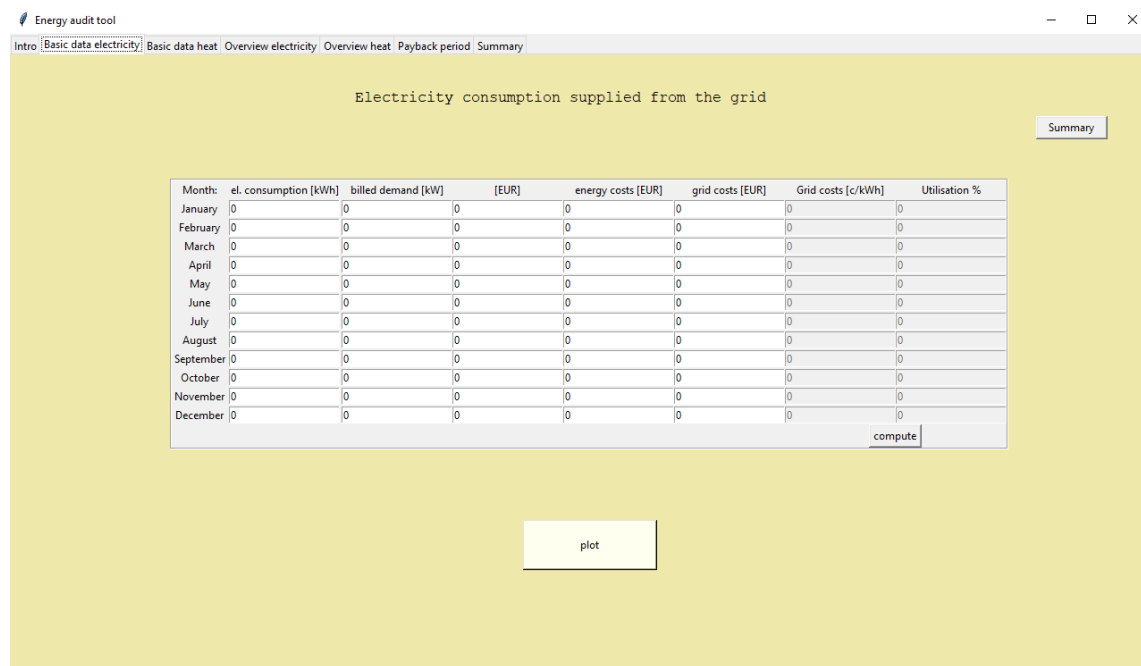 Energy audit tool
Intro Basic data electricity Basic data heat Overview electricity Overview heat Payback period Summary
Electricity consumption supplied from the grid
Summary
Month: el. consumption [kWh] billed demand [kW] [EUR] energy costs [EUR] grid costs [EUR] Grid costs [c/kWh] Utilisation %
January 0 0 0 0 0 0 0
February 0 0 0 0 0 0 0
March 0 0 0 0 0 0 0
April 0 0 0 0 0 0 0
May 0 0 0 0 0 0 0
June 0 0 0 0 0 0 0
July 0 0 0 0 0 0 0
August 0 0 0 0 0 0 0
September 0 0 0 0 0 0 0
October 0 0 0 0 0 0 0
November 0 0 0 0 0 0 0
December 0 0 0 0 0 0 0
compute
plot